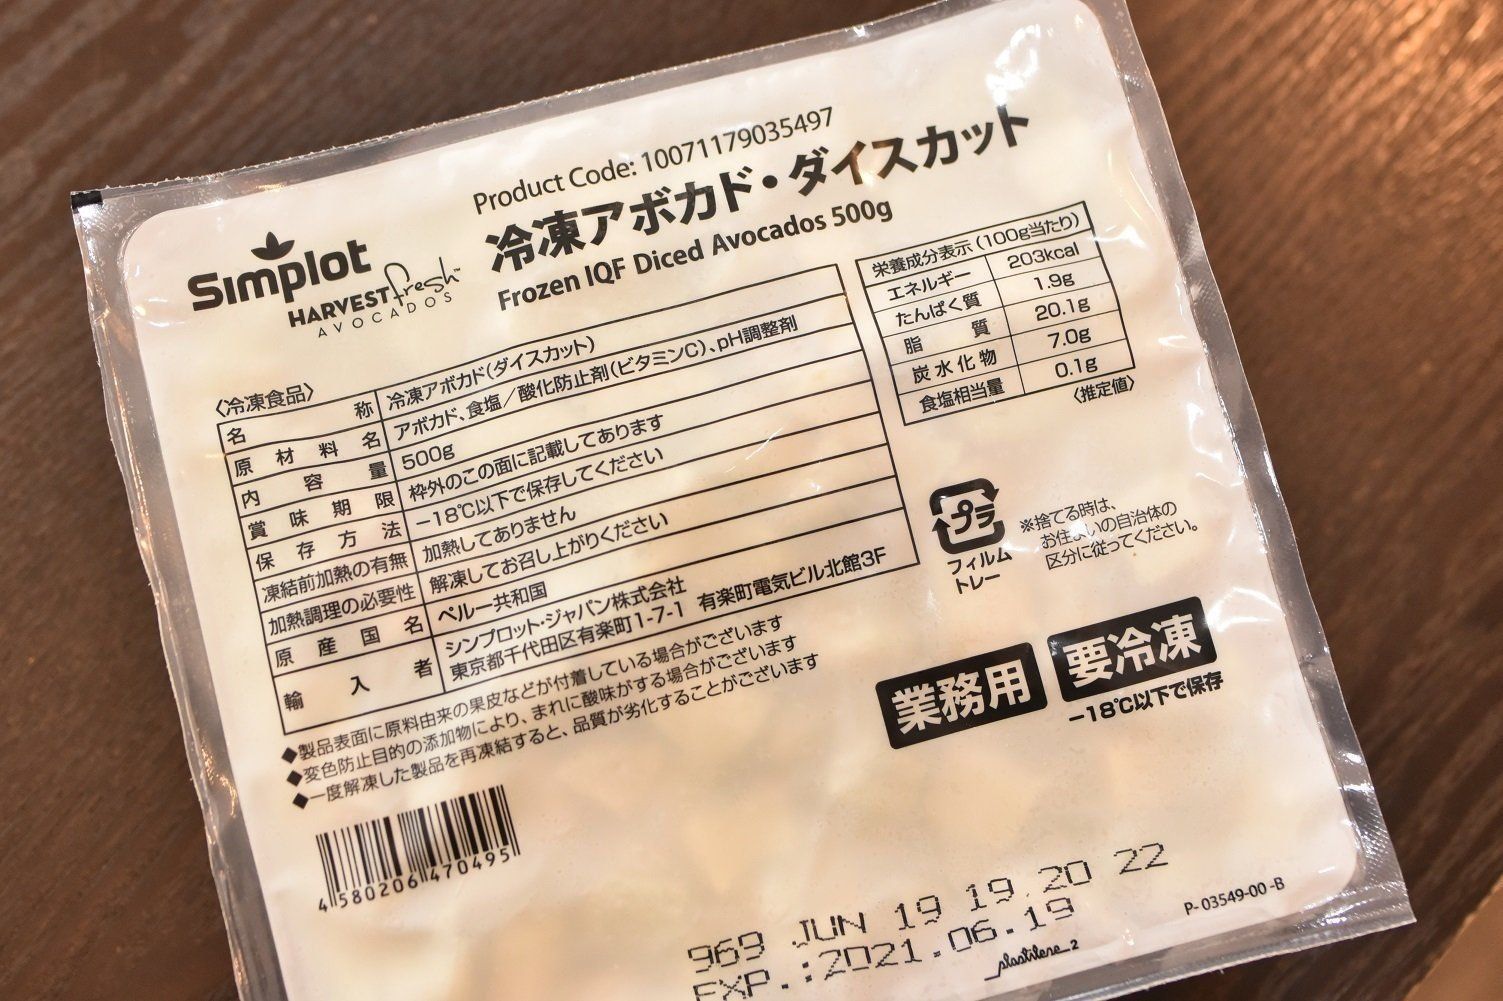 Product Code: 10071179035497
冷凍アボカド・ダイスカット
Frozen IQF Diced Avocados 500g
Simplot
HARVEST fresh™
AVOCADOS
〈冷凍食品〉
名称 冷凍アボカド(ダイスカット)
原材料名 アボカド、食塩／酸化防止剤(ビタミンC)、pH調整剤
内容量 500g
賞味期限 枠外のこの面に記載してあります
保存方法 −18℃以下で保存してください
凍結前加熱の有無 加熱してありません
加熱調理の必要性 解凍してお召し上がりください
原産国名 ペルー共和国
輸入者 シンプロット・ジャパン株式会社
東京都千代田区有楽町1-7-1 有楽町電気ビル北館3F
◆製品表面に原料由来の果皮などが付着している場合がございます
◆変色防止目的の添加物により、まれに酸味がする場合がございます
◆一度解凍した製品を再凍結すると、品質が劣化することがございます
栄養成分表示(100g当たり)
エネルギー 203kcal
たんぱく質 1.9g
脂質 20.1g
炭水化物 7.0g
食塩相当量 0.1g
〈推定値〉
プラ
フィルム
トレー
※捨てる時は、
お住まいの自治体の
区分に従ってください。
業務用
要冷凍
−18℃以下で保存
4580206470495
969 JUN 19 19 20 22
EXP.:2021.06.19
plastilene_2
P-03549-00-B